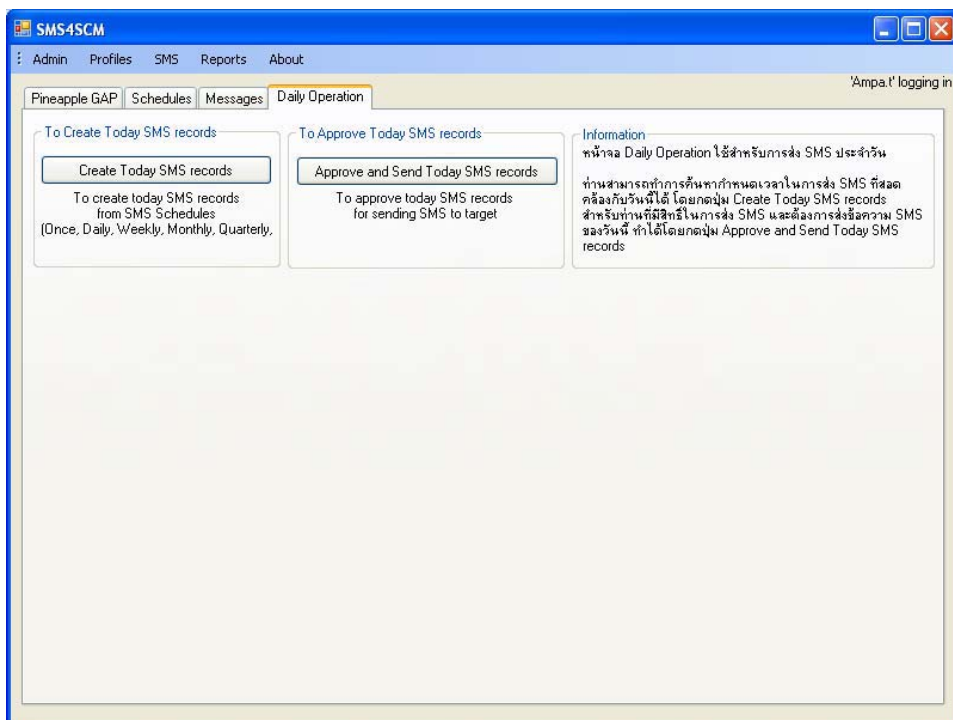 SMS4SCM
Admin Profiles SMS Reports About
'Ampa.t' logging in
Pineapple GAP Schedules Messages Daily Operation
To Create Today SMS records
Create Today SMS records
To create today SMS records
from SMS Schedules
(Once, Daily, Weekly, Monthly, Quarterly,
To Approve Today SMS records
Approve and Send Today SMS records
To approve today SMS records
for sending SMS to target
Information
หน้าจอ Daily Operation ใช้สำหรับการส่ง SMS ประจำวัน
ท่านสามารถทำการค้นหากำหนดเวลาในการส่ง SMS ที่สอด
คล้องกับวันนี้ได้ โดยกดปุ่ม Create Today SMS records
สำหรับท่านที่มีสิทธิ์ในการส่ง SMS และต้องการส่งข้อความ SMS
ของวันนี้ ทำได้โดยกดปุ่ม Approve and Send Today SMS
records